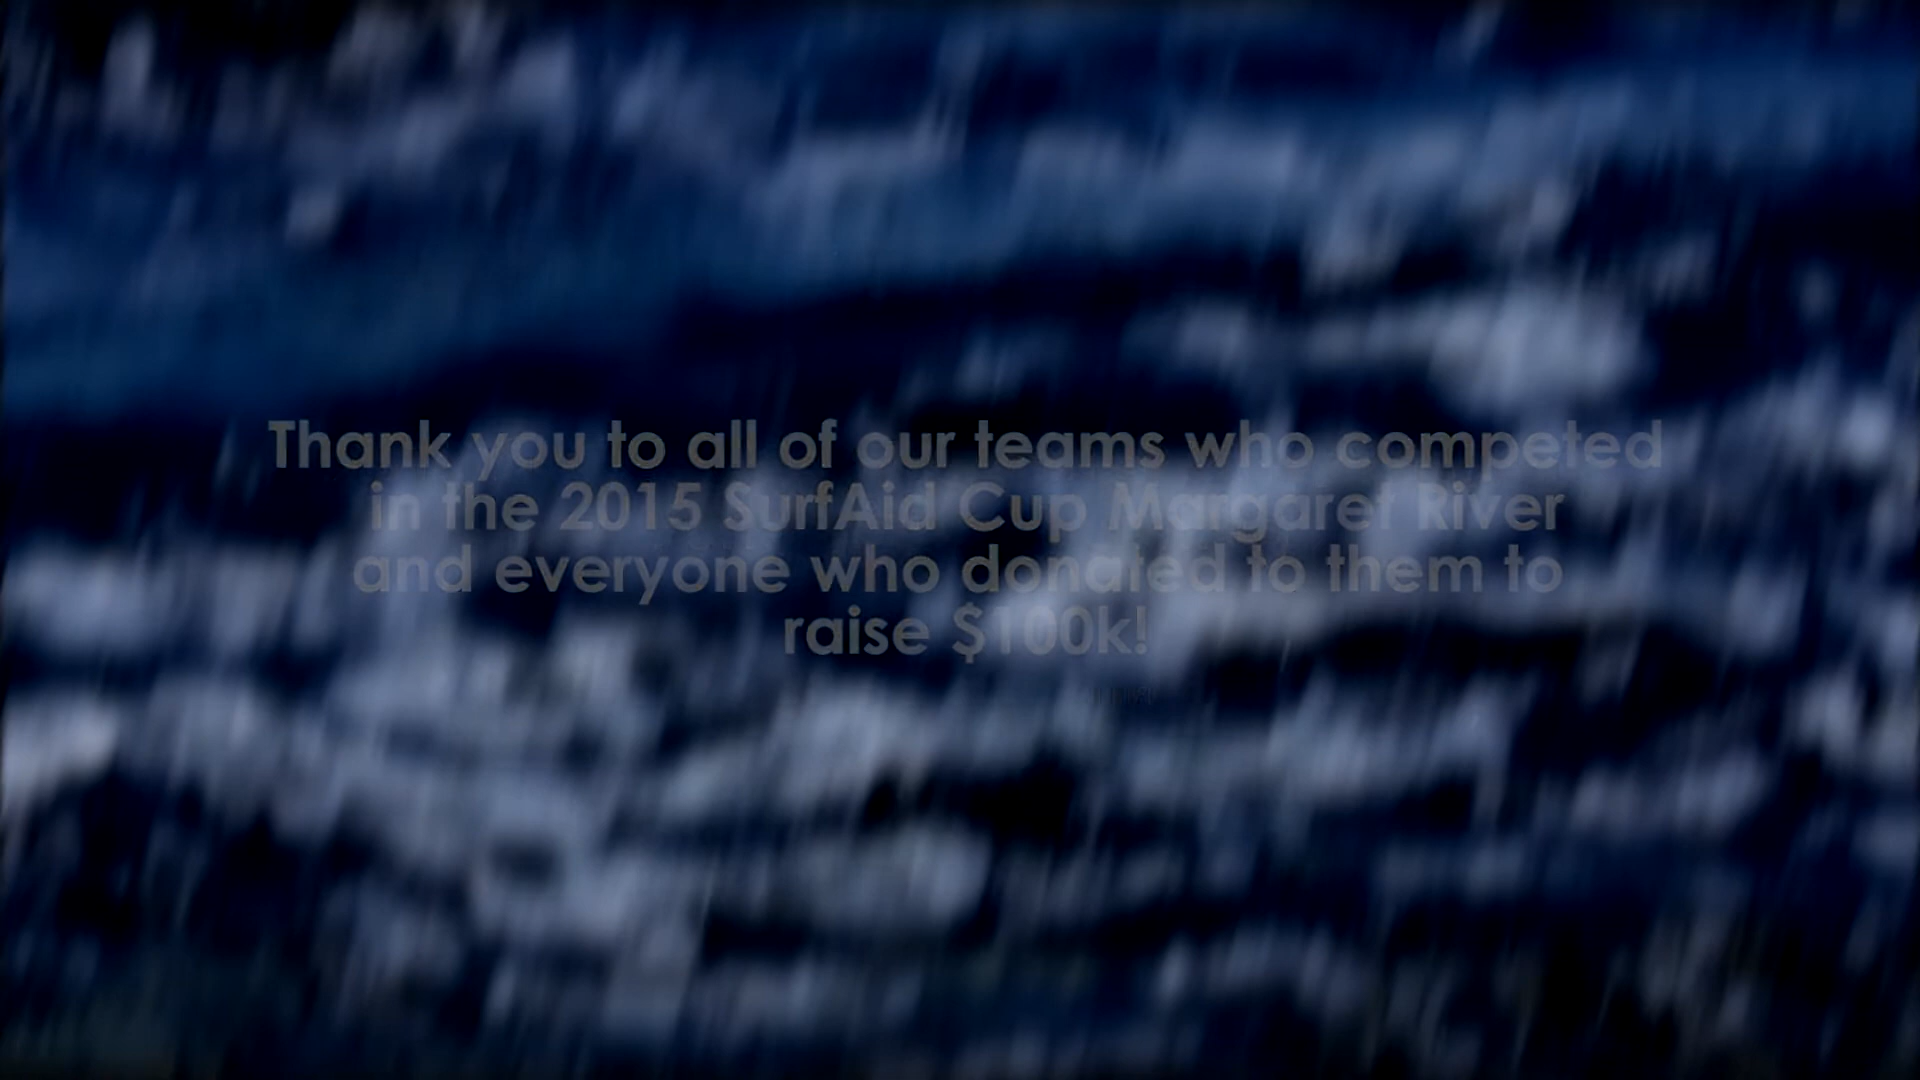 Thank you to all of our teams who competed
in the 2015 SurfAid Cup Margaret River
and everyone who donated to them to
raise $100k!